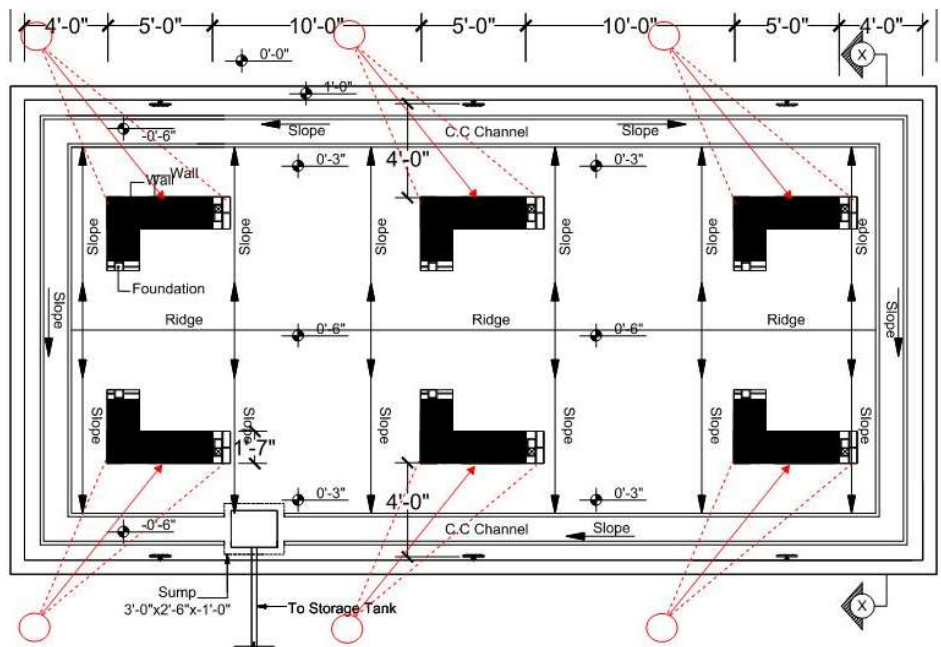 4'-0" 5'-0" 10'-0" 5'-0" 10'-0" 5'-0" 4'-0"
0'-0"
X
1'-0"
-0'-6" Slope C.C Channel Slope
4'-0"
0'-3" 0'-3"
Wall Wall
Slope Slope Slope Slope Slope Slope
Foundation
Slope Slope
Ridge Ridge Ridge
0'-6" 0'-6"
Slope Slope Slope Slope Slope Slope
1'-7"
0'-3" 4'-0" 0'-3"
-0'-6" C.C Channel Slope
Sump
3'-0"x2'-6"x-1'-0"
To Storage Tank
X